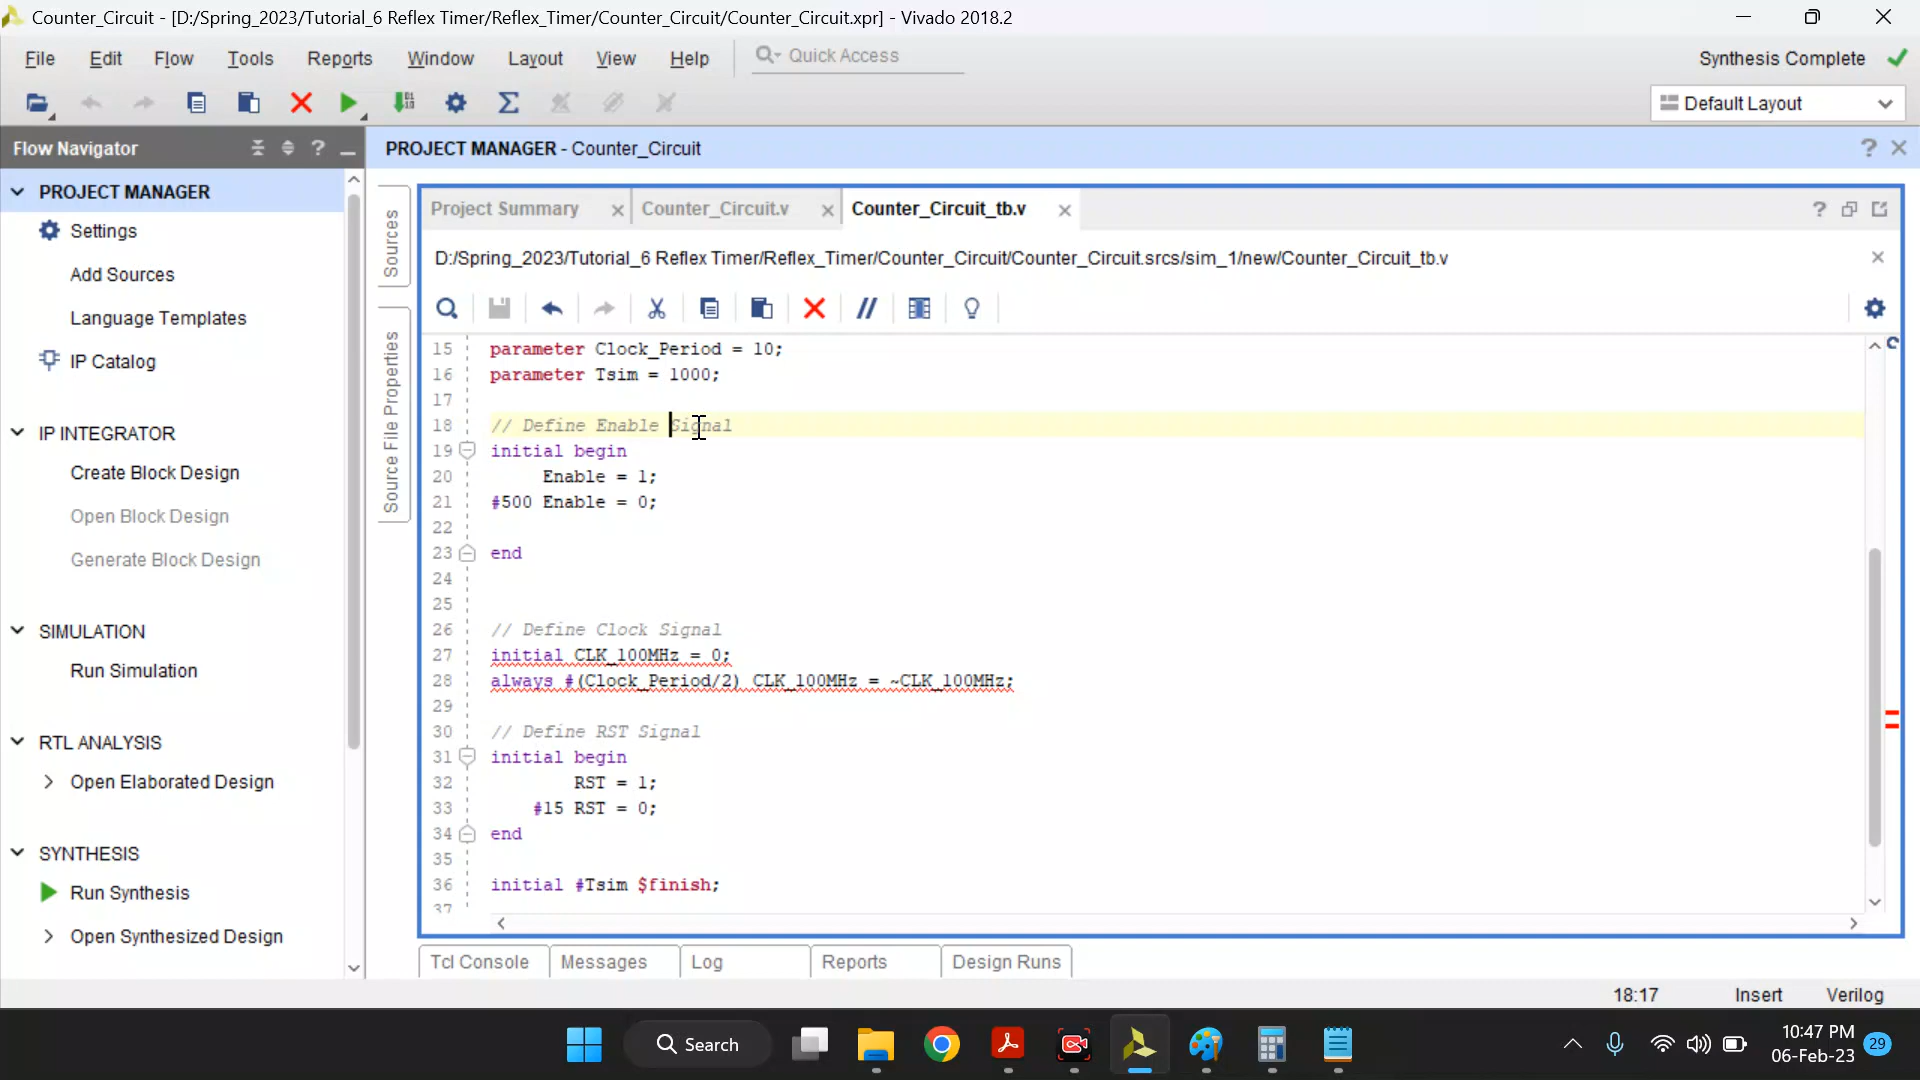 Counter_Circuit - [D:/Spring_2023/Tutorial_6 Reflex Timer/Reflex_Timer/Counter_Circuit/Counter_Circuit.xpr] - Vivado 2018.2
File Edit Flow Tools Reports Window Layout View Help Quick Access Synthesis Complete
Default Layout
Flow Navigator
PROJECT MANAGER - Counter_Circuit
PROJECT MANAGER
Settings
Add Sources
Language Templates
IP Catalog
IP INTEGRATOR
Create Block Design
Open Block Design
Generate Block Design
SIMULATION
Run Simulation
RTL ANALYSIS
Open Elaborated Design
SYNTHESIS
Run Synthesis
Open Synthesized Design
Sources
Source File Properties
Project Summary Counter_Circuit.v Counter_Circuit_tb.v
D:/Spring_2023/Tutorial_6 Reflex Timer/Reflex_Timer/Counter_Circuit/Counter_Circuit.srcs/sim_1/new/Counter_Circuit_tb.v
15 parameter Clock_Period = 10;
16 parameter Tsim = 1000;
17
18 // Define Enable Signal
19 initial begin
20 Enable = 1;
21 #500 Enable = 0;
22
23 end
24
25
26 // Define Clock Signal
27 initial CLK_100MHz = 0;
28 always #(Clock_Period/2) CLK_100MHz = ~CLK_100MHz;
29
30 // Define RST Signal
31 initial begin
32 RST = 1;
33 #15 RST = 0;
34 end
35
36 initial #Tsim $finish;
37
Tcl Console Messages Log Reports Design Runs
18:17 Insert Verilog
Search
10:47 PM
06-Feb-23
29